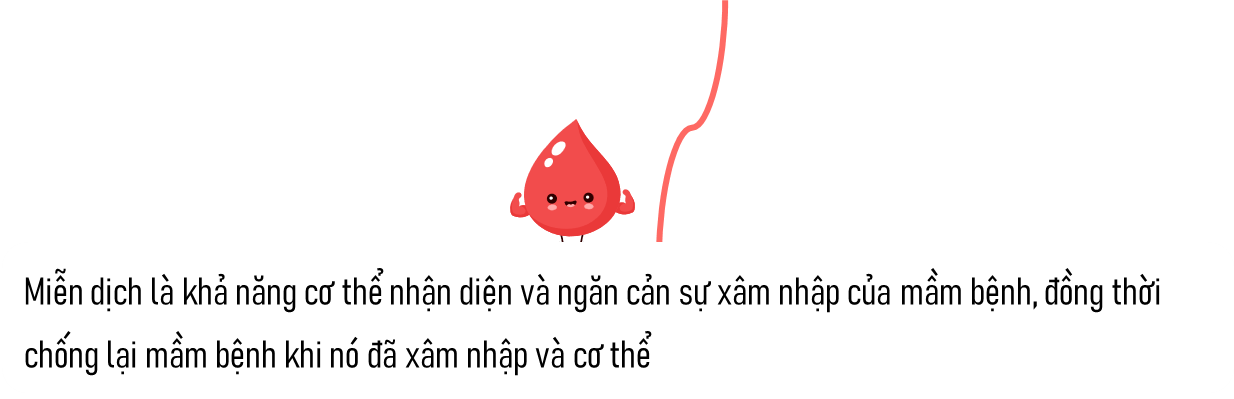 Miễn dịch là khả năng cơ thể nhận diện và ngăn cản sự xâm nhập của mầm bệnh, đồng thời
chống lại mầm bệnh khi nó đã xâm nhập và cơ thể